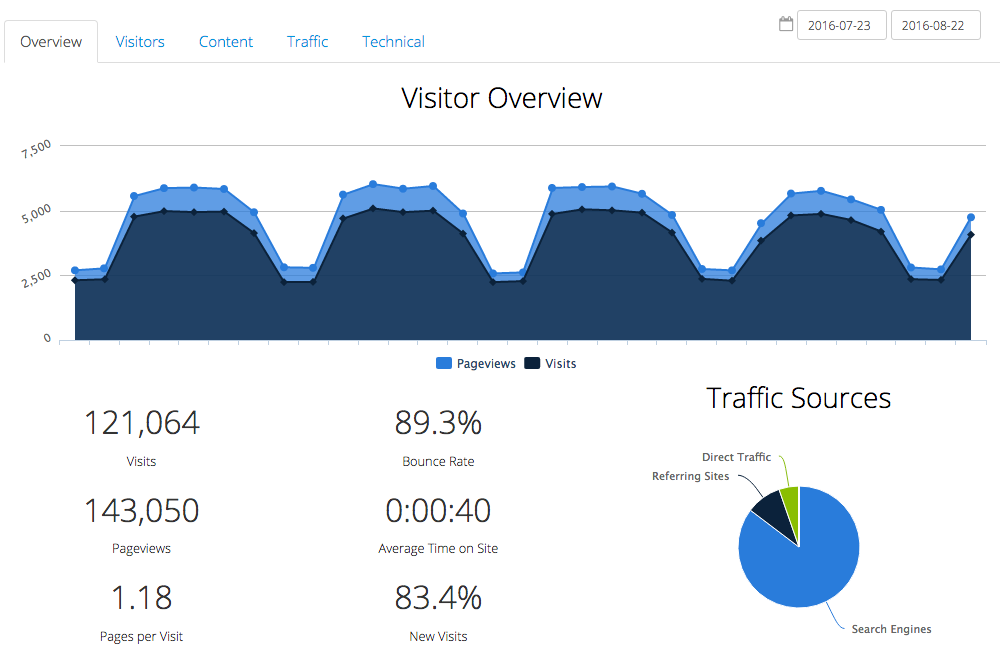 Overview Visitors Content Traffic Technical 2016-07-23 2016-08-22
Visitor Overview
7,500
5,000
2,500
0
Pageviews Visits
Traffic Sources
121,064 89.3%
Visits Bounce Rate
Direct Traffic
Referring Sites
143,050 0:00:40
Pageviews Average Time on Site
1.18 83.4%
Pages per Visit New Visits
Search Engines